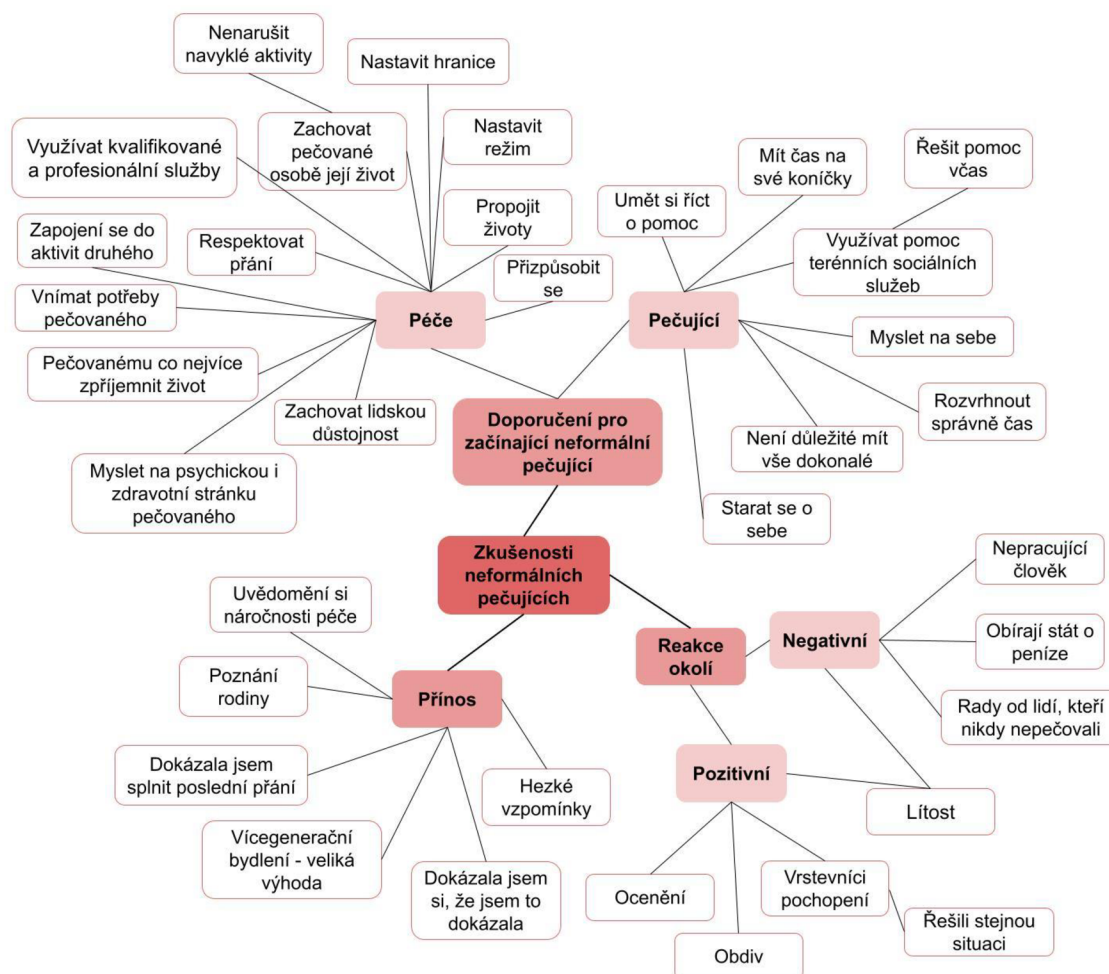 Nenarušit
navyklé aktivity
Nastavit hranice
Využívat kvalifikované
a profesionální služby
Zachovat
pečované
osobě její život
Nastavit
režim
Mít čas na
své koníčky
Řešit pomoc
včas
Zapojení se do
aktivit druhého
Respektovat
přání
Propojit
životy
Umět si říct
o pomoc
Využívat pomoc
terénních sociálních
služeb
Přizpůsobit
se
Vnímat potřeby
pečovaného
Péče
Pečující
Myslet na sebe
Pečovanému co nejvíce
zpříjemnit život
Zachovat lidskou
důstojnost
Rozvrhnout
správně čas
Doporučení pro
začínající neformální
pečující
Není důležité mít
vše dokonalé
Myslet na psychickou i
zdravotní stránku
pečovaného
Starat se o
sebe
Zkušenosti
neformálních
pečujících
Nepracující
člověk
Uvědomění si
náročnosti péče
Reakce
okolí
Negativní
Obírají stát o
peníze
Poznání
rodiny
Přínos
Rady od lidí, kteří
nikdy nepečovali
Dokázala jsem
splnit poslední přání
Hezké
vzpomínky
Pozitivní
Lítost
Vícegenerační
bydlení - veliká
výhoda
Dokázala jsem
si, že jsem to
dokázala
Ocenění
Vrstevníci
pochopení
Obdiv
Řešili stejnou
situaci